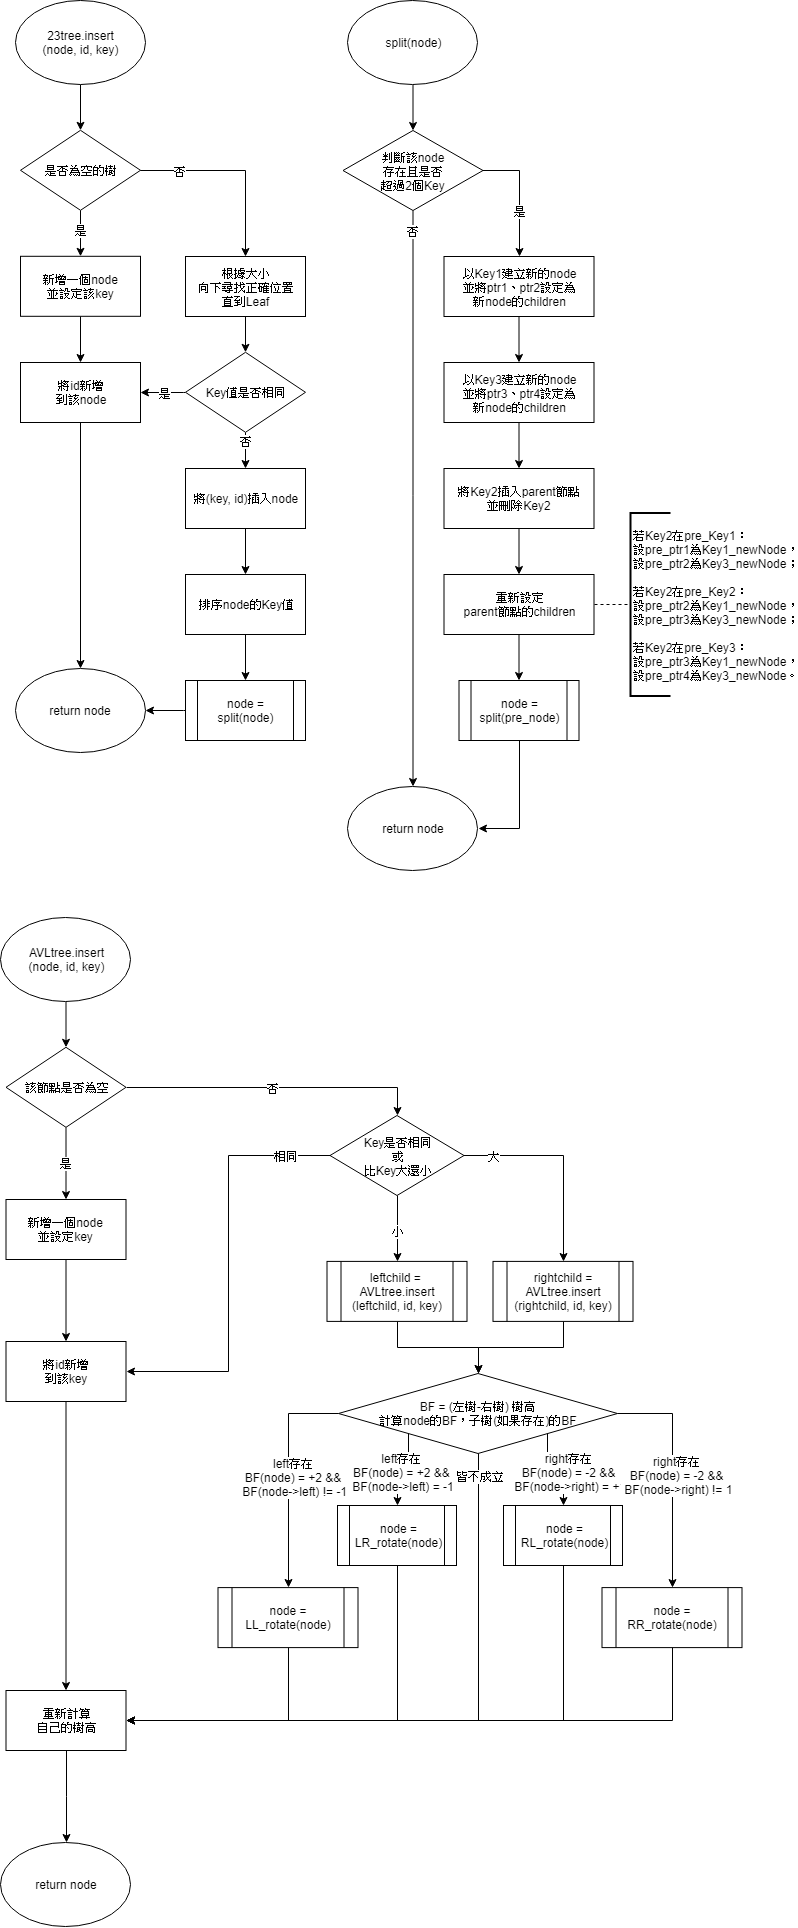 23tree.insert
(node, id, key)
是否為空的樹
否
是
新增一個node
並設定該key
根據大小
向下尋找正確位置
直到Leaf
將id新增
到該node
是
Key值是否相同
否
將(key, id)插入node
排序node的Key值
node =
split(node)
return node
split(node)
判斷該node
存在且是否
超過2個Key
是
否
以Key1建立新的node
並將ptr1、ptr2設定為
新node的children
以Key3建立新的node
並將ptr3、ptr4設定為
新node的children
將Key2插入parent節點
並刪除Key2
重新設定
parent節點的children
若Key2在pre_Key1：
設pre_ptr1為Key1_newNode，
設pre_ptr2為Key3_newNode；
若Key2在pre_Key2：
設pre_ptr2為Key1_newNode，
設pre_ptr3為Key3_newNode；
若Key2在pre_Key3：
設pre_ptr3為Key1_newNode，
設pre_ptr4為Key3_newNode。
node =
split(pre_node)
return node
AVLtree.insert
(node, id, key)
該節點是否為空
否
是
Key是否相同
或
比Key大還小
相同
大
小
新增一個node
並設定key
leftchild =
AVLtree.insert
(leftchild, id, key)
rightchild =
AVLtree.insert
(rightchild, id, key)
將id新增
到該key
BF = (左樹-右樹) 樹高
計算node的BF，子樹(如果存在)的BF
left存在
BF(node) = +2 &&
BF(node->left) != -1
left存在
BF(node) = +2 &&
BF(node->left) = -1
皆不成立
right存在
BF(node) = -2 &&
BF(node->right) = +
right存在
BF(node) = -2 &&
BF(node->right) != 1
node =
LR_rotate(node)
node =
RL_rotate(node)
node =
LL_rotate(node)
node =
RR_rotate(node)
重新計算
自己的樹高
return node